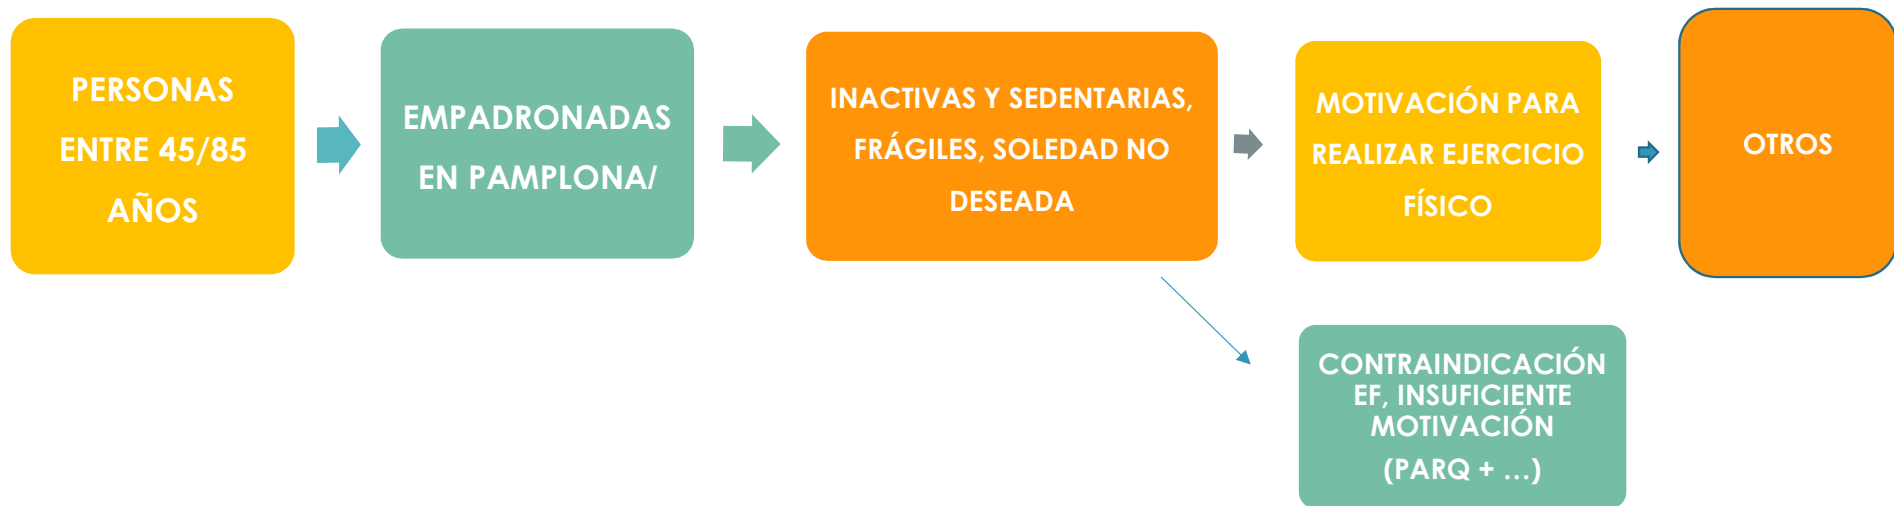 PERSONAS
ENTRE 45/85
AÑOS
EMPADRONADAS
EN PAMPLONA/
INACTIVAS Y SEDENTARIAS,
FRÁGILES, SOLEDAD NO
DESEADA
MOTIVACIÓN PARA
REALIZAR EJERCICIO
FÍSICO
OTROS
CONTRAINDICACIÓN
EF, INSUFICIENTE
MOTIVACIÓN
(PARQ + ...)